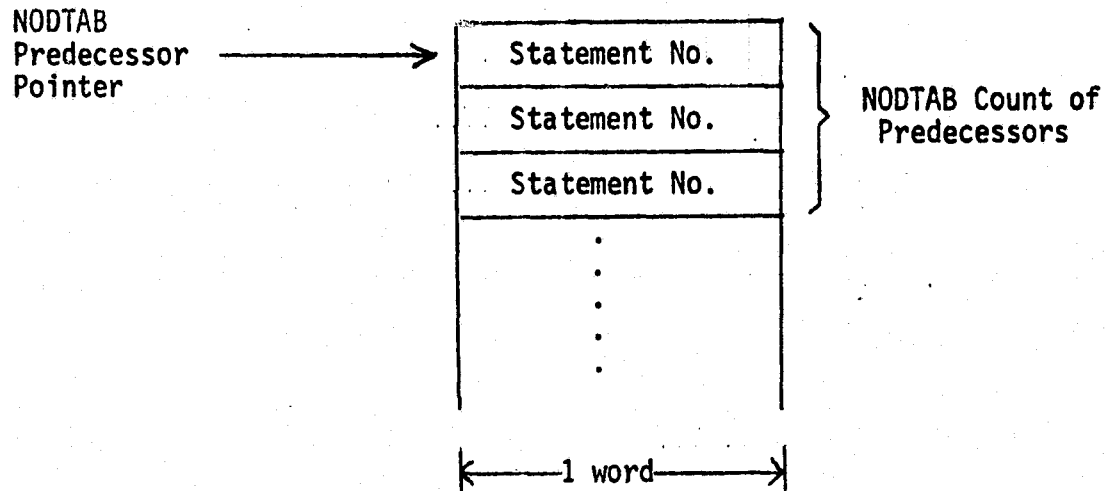 NODTAB
Predecessor
Pointer
Statement No.
Statement No.
Statement No.
NODTAB Count of
Predecessors
1 word